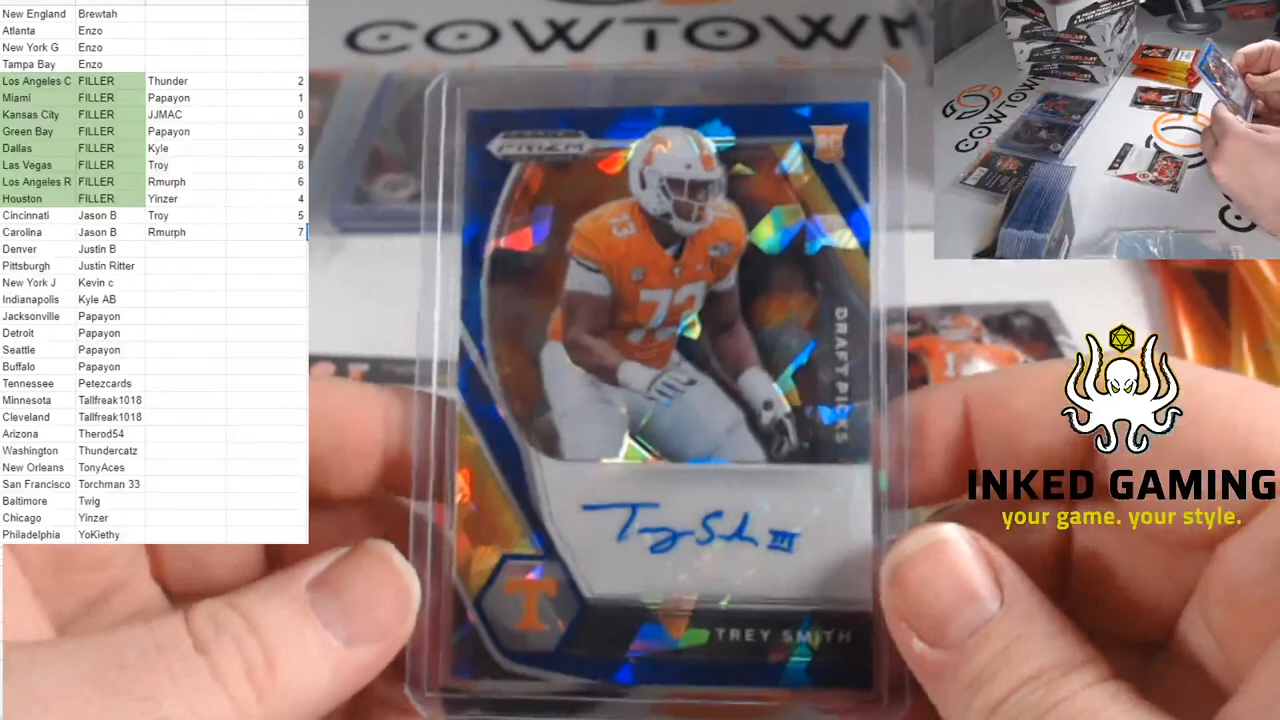 New England Brewtah
Atlanta Enzo
New York G Enzo
Tampa Bay Enzo
Los Angeles C FILLER Thunder 2
Miami FILLER Papayon 1
Kansas City FILLER JJMAC 0
Green Bay FILLER Papayon 3
Dallas FILLER Kyle 9
Las Vegas FILLER Troy 8
Los Angeles R FILLER Rmurph 6
Houston FILLER Yinzer 4
Cincinnati Jason B Troy 5
Carolina Jason B Rmurph 7
Denver Justin B
Pittsburgh Justin Ritter
New York J Kevin c
Indianapolis Kyle AB
Jacksonville Papayon
Detroit Papayon
Seattle Papayon
Buffalo Papayon
Tennessee Petezcards
Minnesota Tallfreak1018
Cleveland Tallfreak1018
Arizona Therod54
Washington Thundercatz
New Orleans TonyAces
San Francisco Torchman 33
Baltimore Twig
Chicago Yinzer
Philadelphia YoKiethy
COWTOWN
PRIZM
RC
73
DRAFT PICKS
Trey Smith III
T
TREY SMITH
COWTOWN
INKED GAMING
your game. your style.